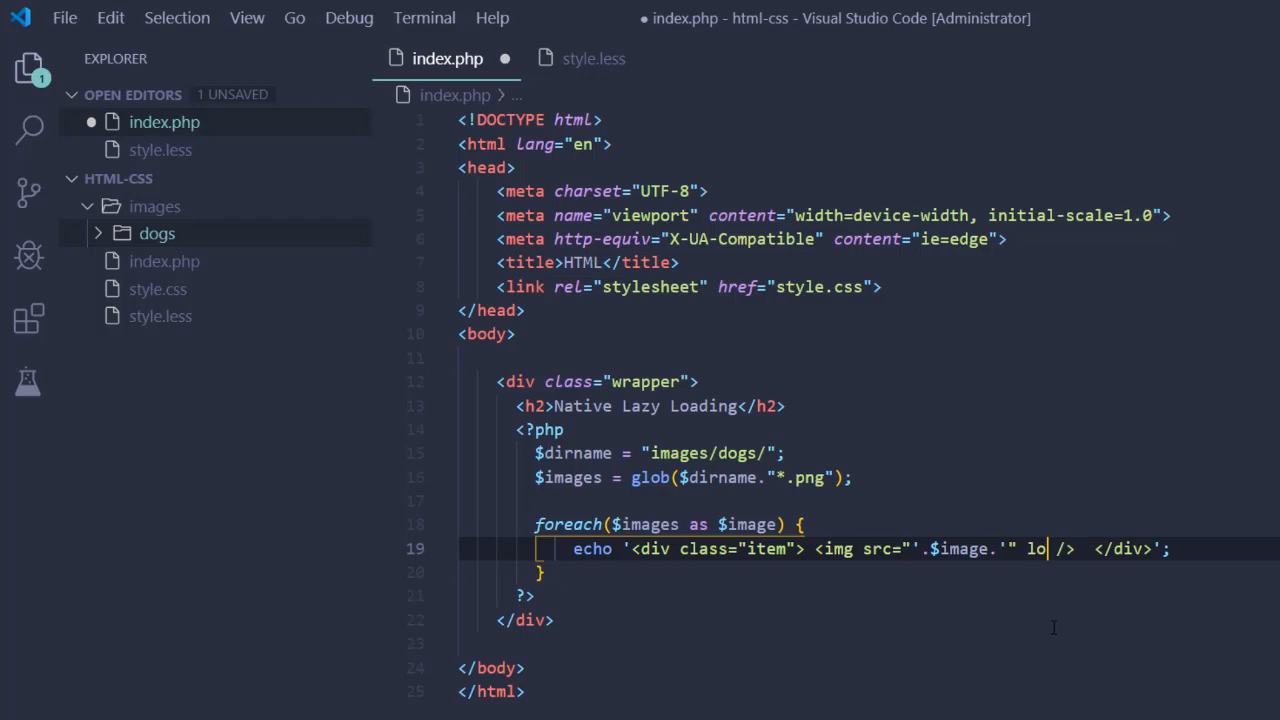 File Edit Selection View Go Debug Terminal Help
● index.php - html-css - Visual Studio Code [Administrator]
EXPLORER
OPEN EDITORS 1 UNSAVED
index.php
style.less
HTML-CSS
images
dogs
index.php
style.css
style.less
1
index.php
style.less
index.php > ...
1 <!DOCTYPE html>
2 <html lang="en">
3 <head>
4 <meta charset="UTF-8">
5 <meta name="viewport" content="width=device-width, initial-scale=1.0">
6 <meta http-equiv="X-UA-Compatible" content="ie=edge">
7 <title>HTML</title>
8 <link rel="stylesheet" href="style.css">
9 </head>
10 <body>
11
12 <div class="wrapper">
13 <h2>Native Lazy Loading</h2>
14 <?php
15 $dirname = "images/dogs/";
16 $images = glob($dirname."*.png");
17
18 foreach($images as $image) {
19 echo '<div class="item"> <img src="'.$image.'" lo />  </div>';
20 }
21 ?>
22 </div>
23
24 </body>
25 </html>